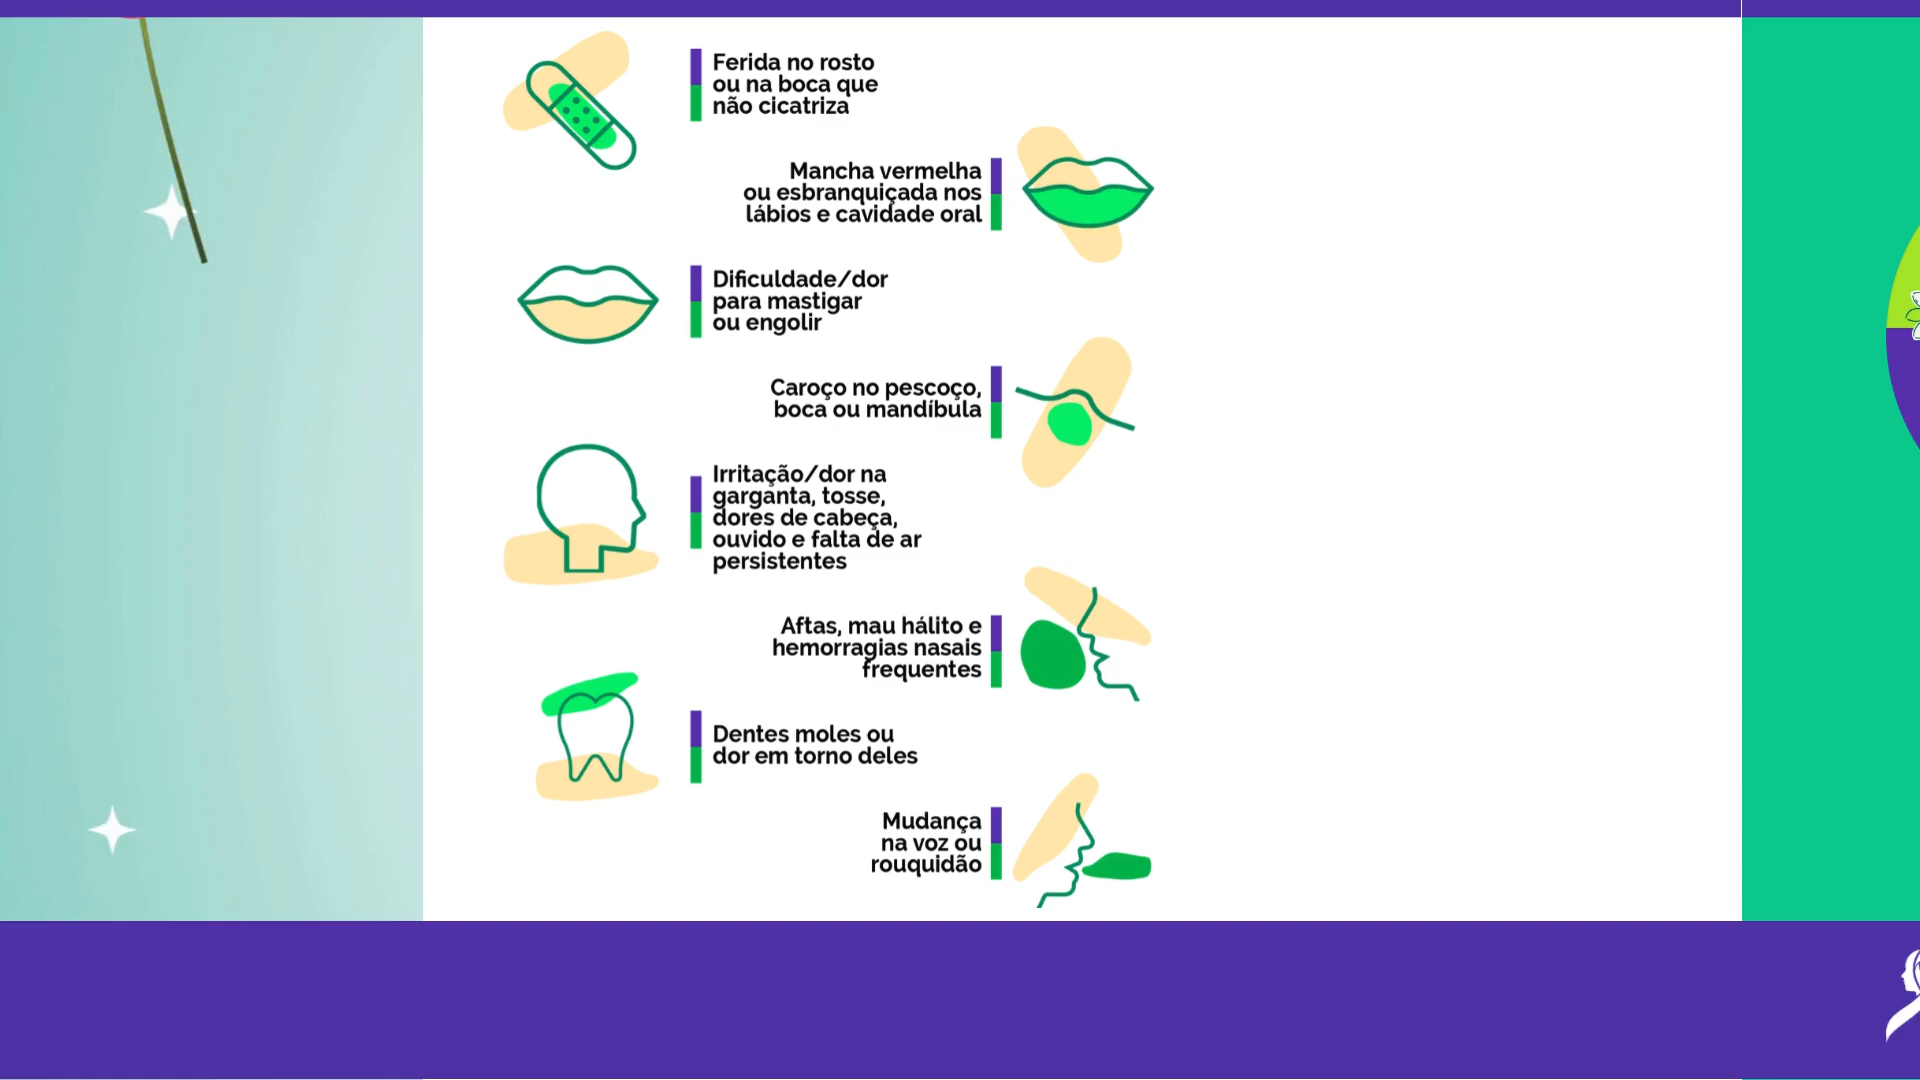 Ferida no rosto
ou na boca que
não cicatriza
Mancha vermelha
ou esbranquiçada nos
lábios e cavidade oral
Dificuldade/dor
para mastigar
ou engolir
Caroço no pescoço,
boca ou mandíbula
Irritação/dor na
garganta, tosse,
dores de cabeça,
ouvido e falta de ar
persistentes
Aftas, mau hálito e
hemorragias nasais
frequentes
Dentes moles ou
dor em torno deles
Mudança
na voz ou
rouquidão